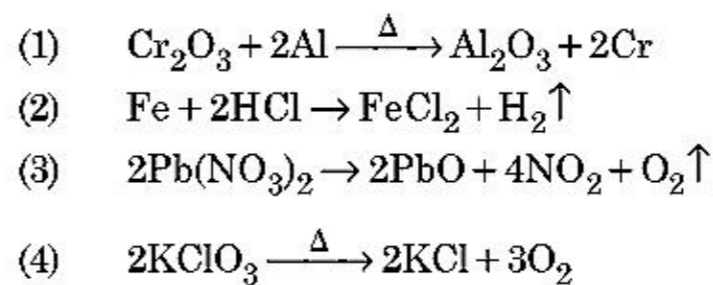 (1) Cr₂O₃ + 2Al —Δ→ Al₂O₃ + 2Cr
(2) Fe + 2HCl → FeCl₂ + H₂↑
(3) 2Pb(NO₃)₂ → 2PbO + 4NO₂ + O₂↑
(4) 2KClO₃ —Δ→ 2KCl + 3O₂